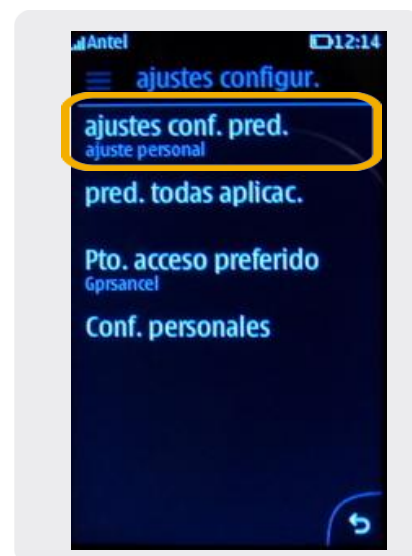 Antel 12:14
ajustes configur.
ajustes conf. pred.
ajuste personal
pred. todas aplicac.
Pto. acceso preferido
Gprsancel
Conf. personales